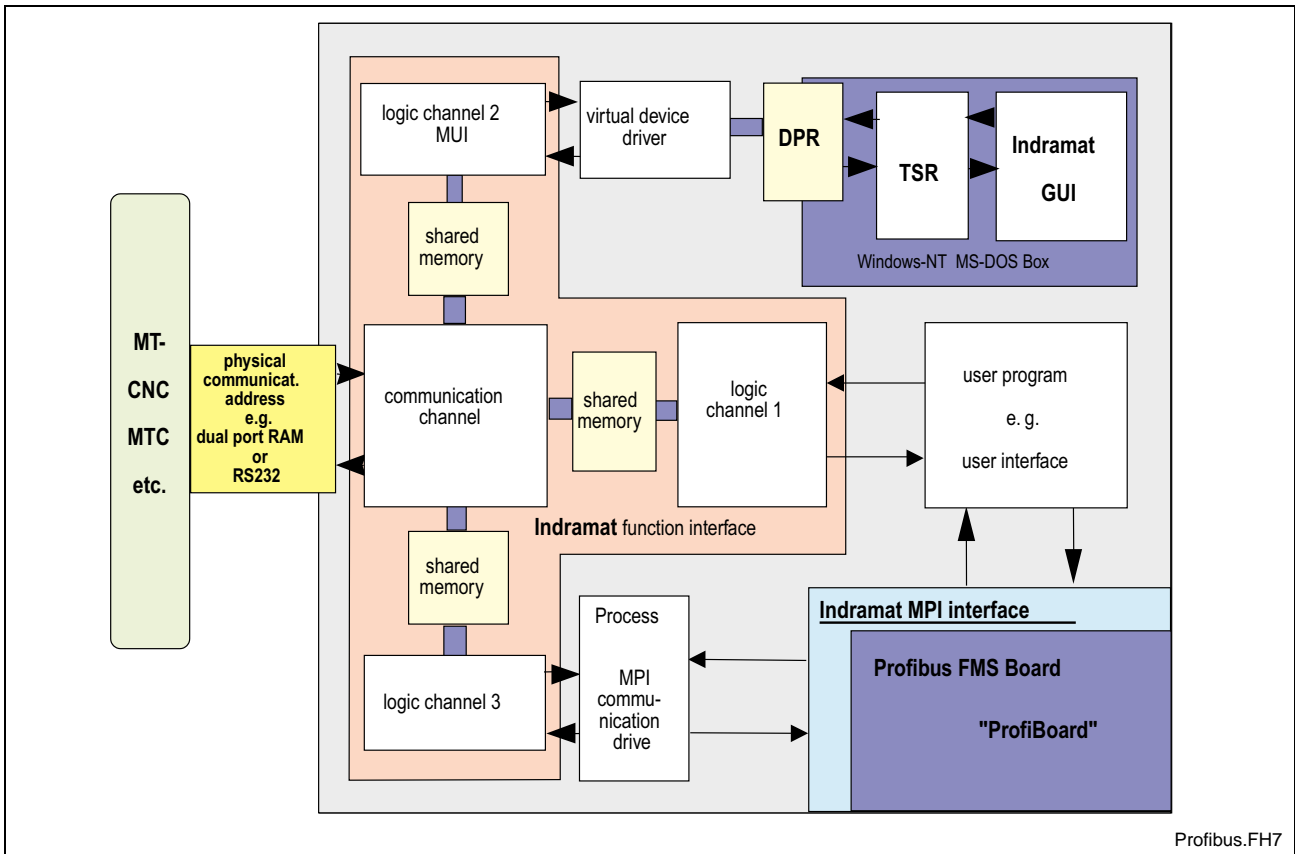 logic channel 2
MUI
virtual device
driver
DPR
TSR
Indramat
GUI
Windows-NT MS-DOS Box
shared
memory
MT-
CNC
MTC
etc.
physical
communicat.
address
e.g.
dual port RAM
or
RS232
communication
channel
shared
memory
logic
channel 1
user program
e. g.
user interface
Indramat function interface
shared
memory
logic channel 3
Process
MPI
commu-
nication
drive
Indramat MPI interface
Profibus FMS Board
"ProfiBoard"
Profibus.FH7